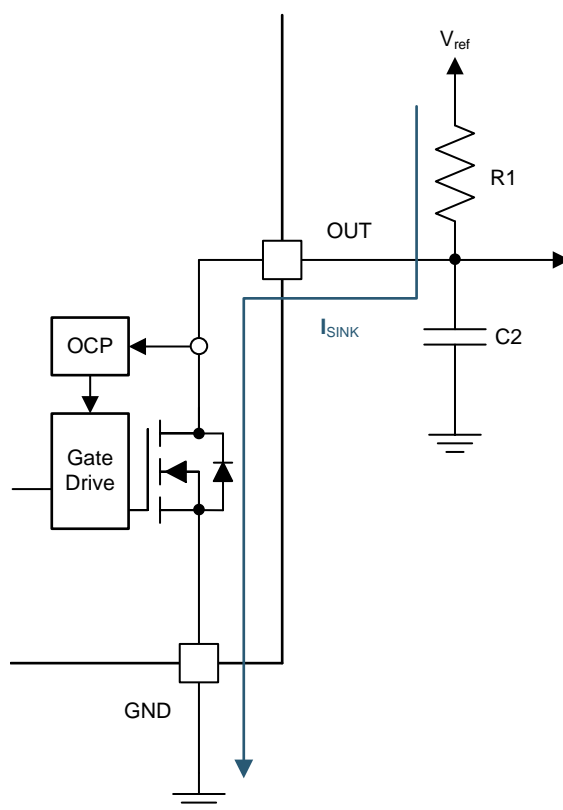 Vref
R1
OUT
ISINK
C2
OCP
Gate
Drive
GND